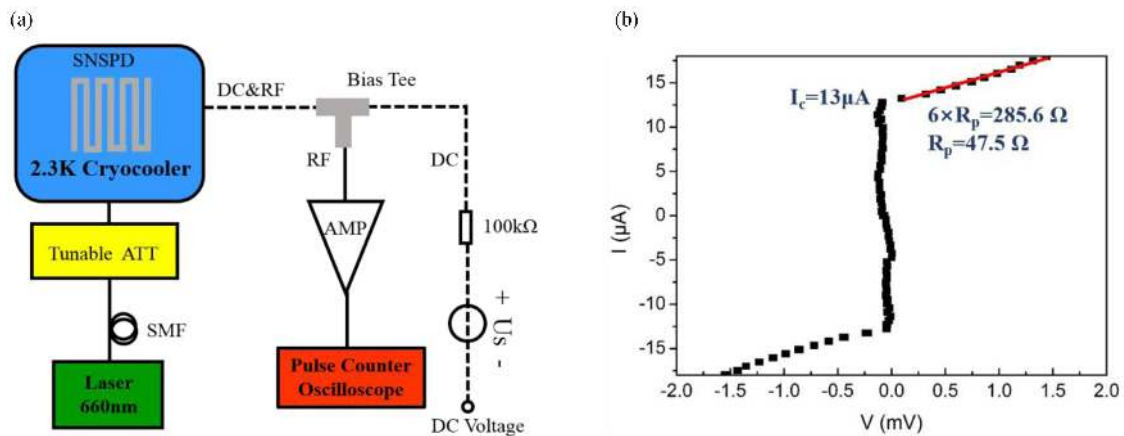 (a)
SNSPD
2.3K Cryocooler
DC&RF
Bias Tee
RF
DC
AMP
100kΩ
Tunable ATT
SMF
+ Us -
Laser
660nm
Pulse Counter
Oscilloscope
DC Voltage
(b)
I (μA)
15
10
5
0
-5
-10
-15
Ic=13μA
6×Rp=285.6 Ω
Rp=47.5 Ω
-2.0 -1.5 -1.0 -0.5 0.0 0.5 1.0 1.5 2.0
V (mV)